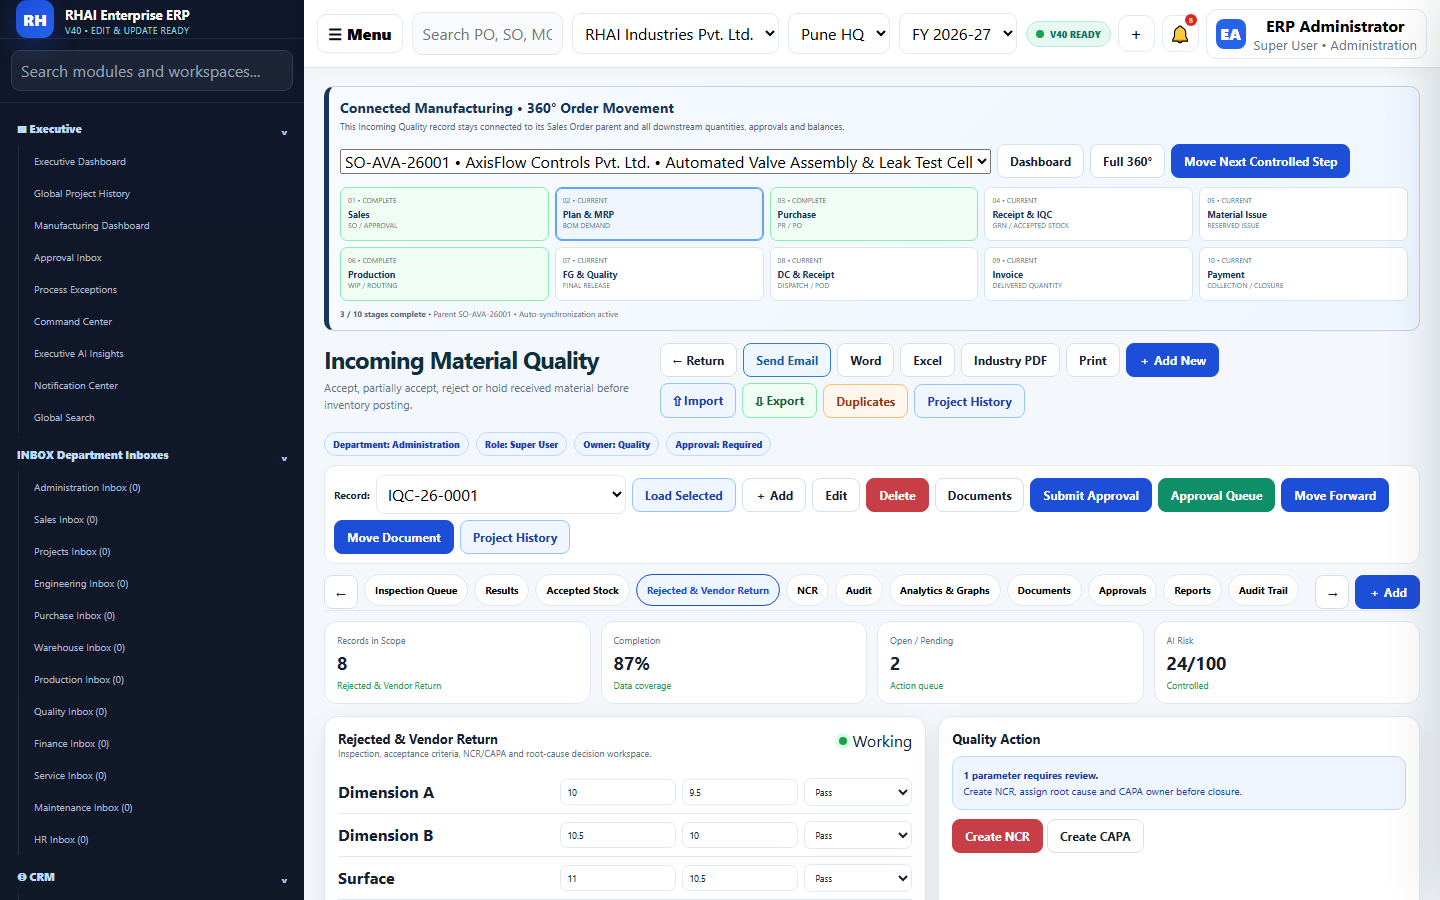 RH
RHAI Enterprise ERP
V40 • EDIT & UPDATE READY
Search modules and workspaces...
Executive
Executive Dashboard
Global Project History
Manufacturing Dashboard
Approval Inbox
Process Exceptions
Command Center
Executive AI Insights
Notification Center
Global Search
INBOX Department Inboxes
Administration Inbox (0)
Sales Inbox (0)
Projects Inbox (0)
Engineering Inbox (0)
Purchase Inbox (0)
Warehouse Inbox (0)
Production Inbox (0)
Quality Inbox (0)
Finance Inbox (0)
Service Inbox (0)
Maintenance Inbox (0)
HR Inbox (0)
CRM
☰ Menu
Search PO, SO, MO
RHAI Industries Pvt. Ltd.
Pune HQ
FY 2026-27
V40 READY
+
8
EA
ERP Administrator
Super User • Administration
Connected Manufacturing • 360° Order Movement
This Incoming Quality record stays connected to its Sales Order parent and all downstream quantities, approvals and balances.
SO-AVA-26001 • AxisFlow Controls Pvt. Ltd. • Automated Valve Assembly & Leak Test Cell
Dashboard
Full 360°
Move Next Controlled Step
01 • COMPLETE
Sales
SO / APPROVAL
02 • CURRENT
Plan & MRP
BOM DEMAND
03 • COMPLETE
Purchase
PR / PO
04 • CURRENT
Receipt & IQC
GRN / ACCEPTED STOCK
05 • CURRENT
Material Issue
RESERVED ISSUE
06 • COMPLETE
Production
WIP / ROUTING
07 • CURRENT
FG & Quality
FINAL RELEASE
08 • CURRENT
DC & Receipt
DISPATCH / POD
09 • CURRENT
Invoice
DELIVERED QUANTITY
10 • CURRENT
Payment
COLLECTION / CLOSURE
3 / 10 stages complete • Parent SO-AVA-26001 • Auto-synchronization active
Incoming Material Quality
Accept, partially accept, reject or hold received material before
inventory posting.
← Return
Send Email
Word
Excel
Industry PDF
Print
+ Add New
⇧ Import
⇩ Export
Duplicates
Project History
Department: Administration
Role: Super User
Owner: Quality
Approval: Required
Record:
IQC-26-0001
Load Selected
+ Add
Edit
Delete
Documents
Submit Approval
Approval Queue
Move Forward
Move Document
Project History
←
Inspection Queue
Results
Accepted Stock
Rejected & Vendor Return
NCR
Audit
Analytics & Graphs
Documents
Approvals
Reports
Audit Trail
→
+ Add
Records in Scope
8
Rejected & Vendor Return
Completion
87%
Data coverage
Open / Pending
2
Action queue
AI Risk
24/100
Controlled
Rejected & Vendor Return
Inspection, acceptance criteria, NCR/CAPA and root-cause decision workspace.
Working
Dimension A
10
9.5
Pass
Dimension B
10.5
10
Pass
Surface
11
10.5
Pass
Quality Action
1 parameter requires review.
Create NCR, assign root cause and CAPA owner before closure.
Create NCR
Create CAPA